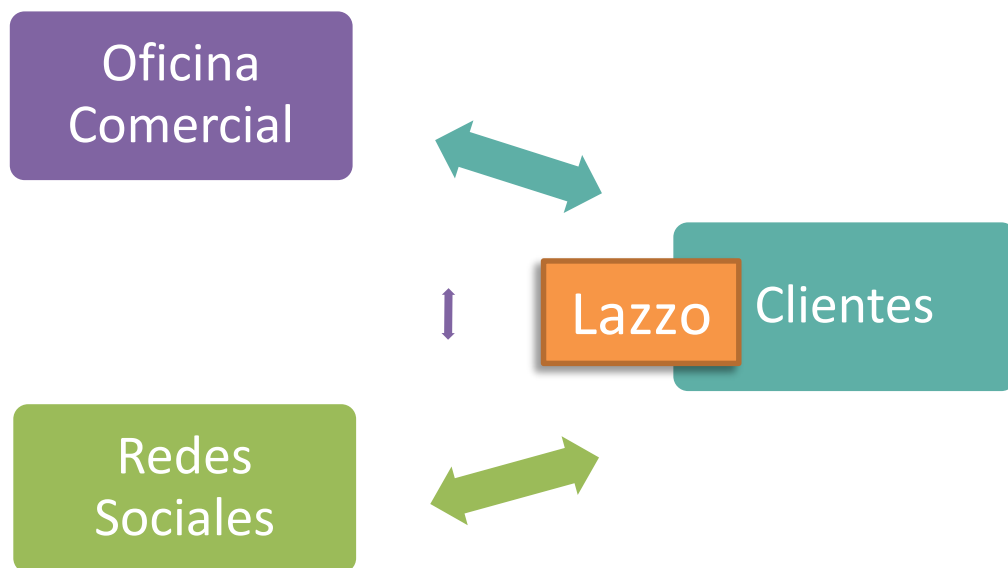 Oficina
Comercial
Lazzo
Clientes
Redes
Sociales